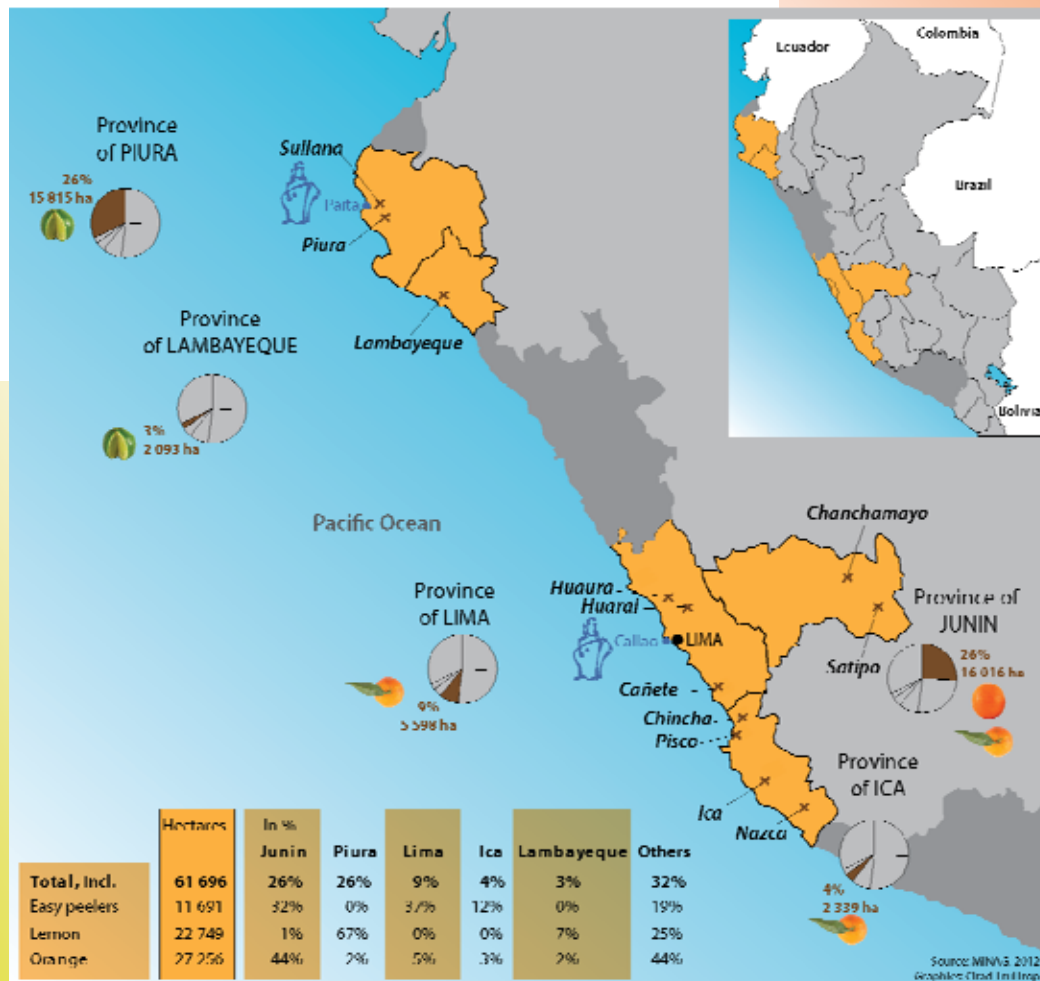 Ecuador
Colombia
Brazil
Bolivia
Province
of PIURA
26%
15 815 ha
Sullana
Paita
Piura
Province
of LAMBAYEQUE
3%
2 093 ha
Lambayeque
Pacific Ocean
Chanchamayo
Province
of LIMA
9%
5 598 ha
Huaura
Huaral
Callao
LIMA
Satipo
Province of
JUNIN
26%
16 016 ha
Cañete
Chincha
Pisco
Ica
Nazca
Province
of ICA
4%
2 339 ha
Hectares In %
Junin Piura Lima Ica Lambayeque Others
Total, incl. 61 696 26% 26% 9% 4% 3% 32%
Easy peelers 11 691 32% 0% 37% 12% 0% 19%
Lemon 22 749 1% 67% 0% 0% 7% 25%
Orange 27 256 44% 2% 5% 3% 2% 44%
Source: MINAG, 2012
Graphics: Cirad